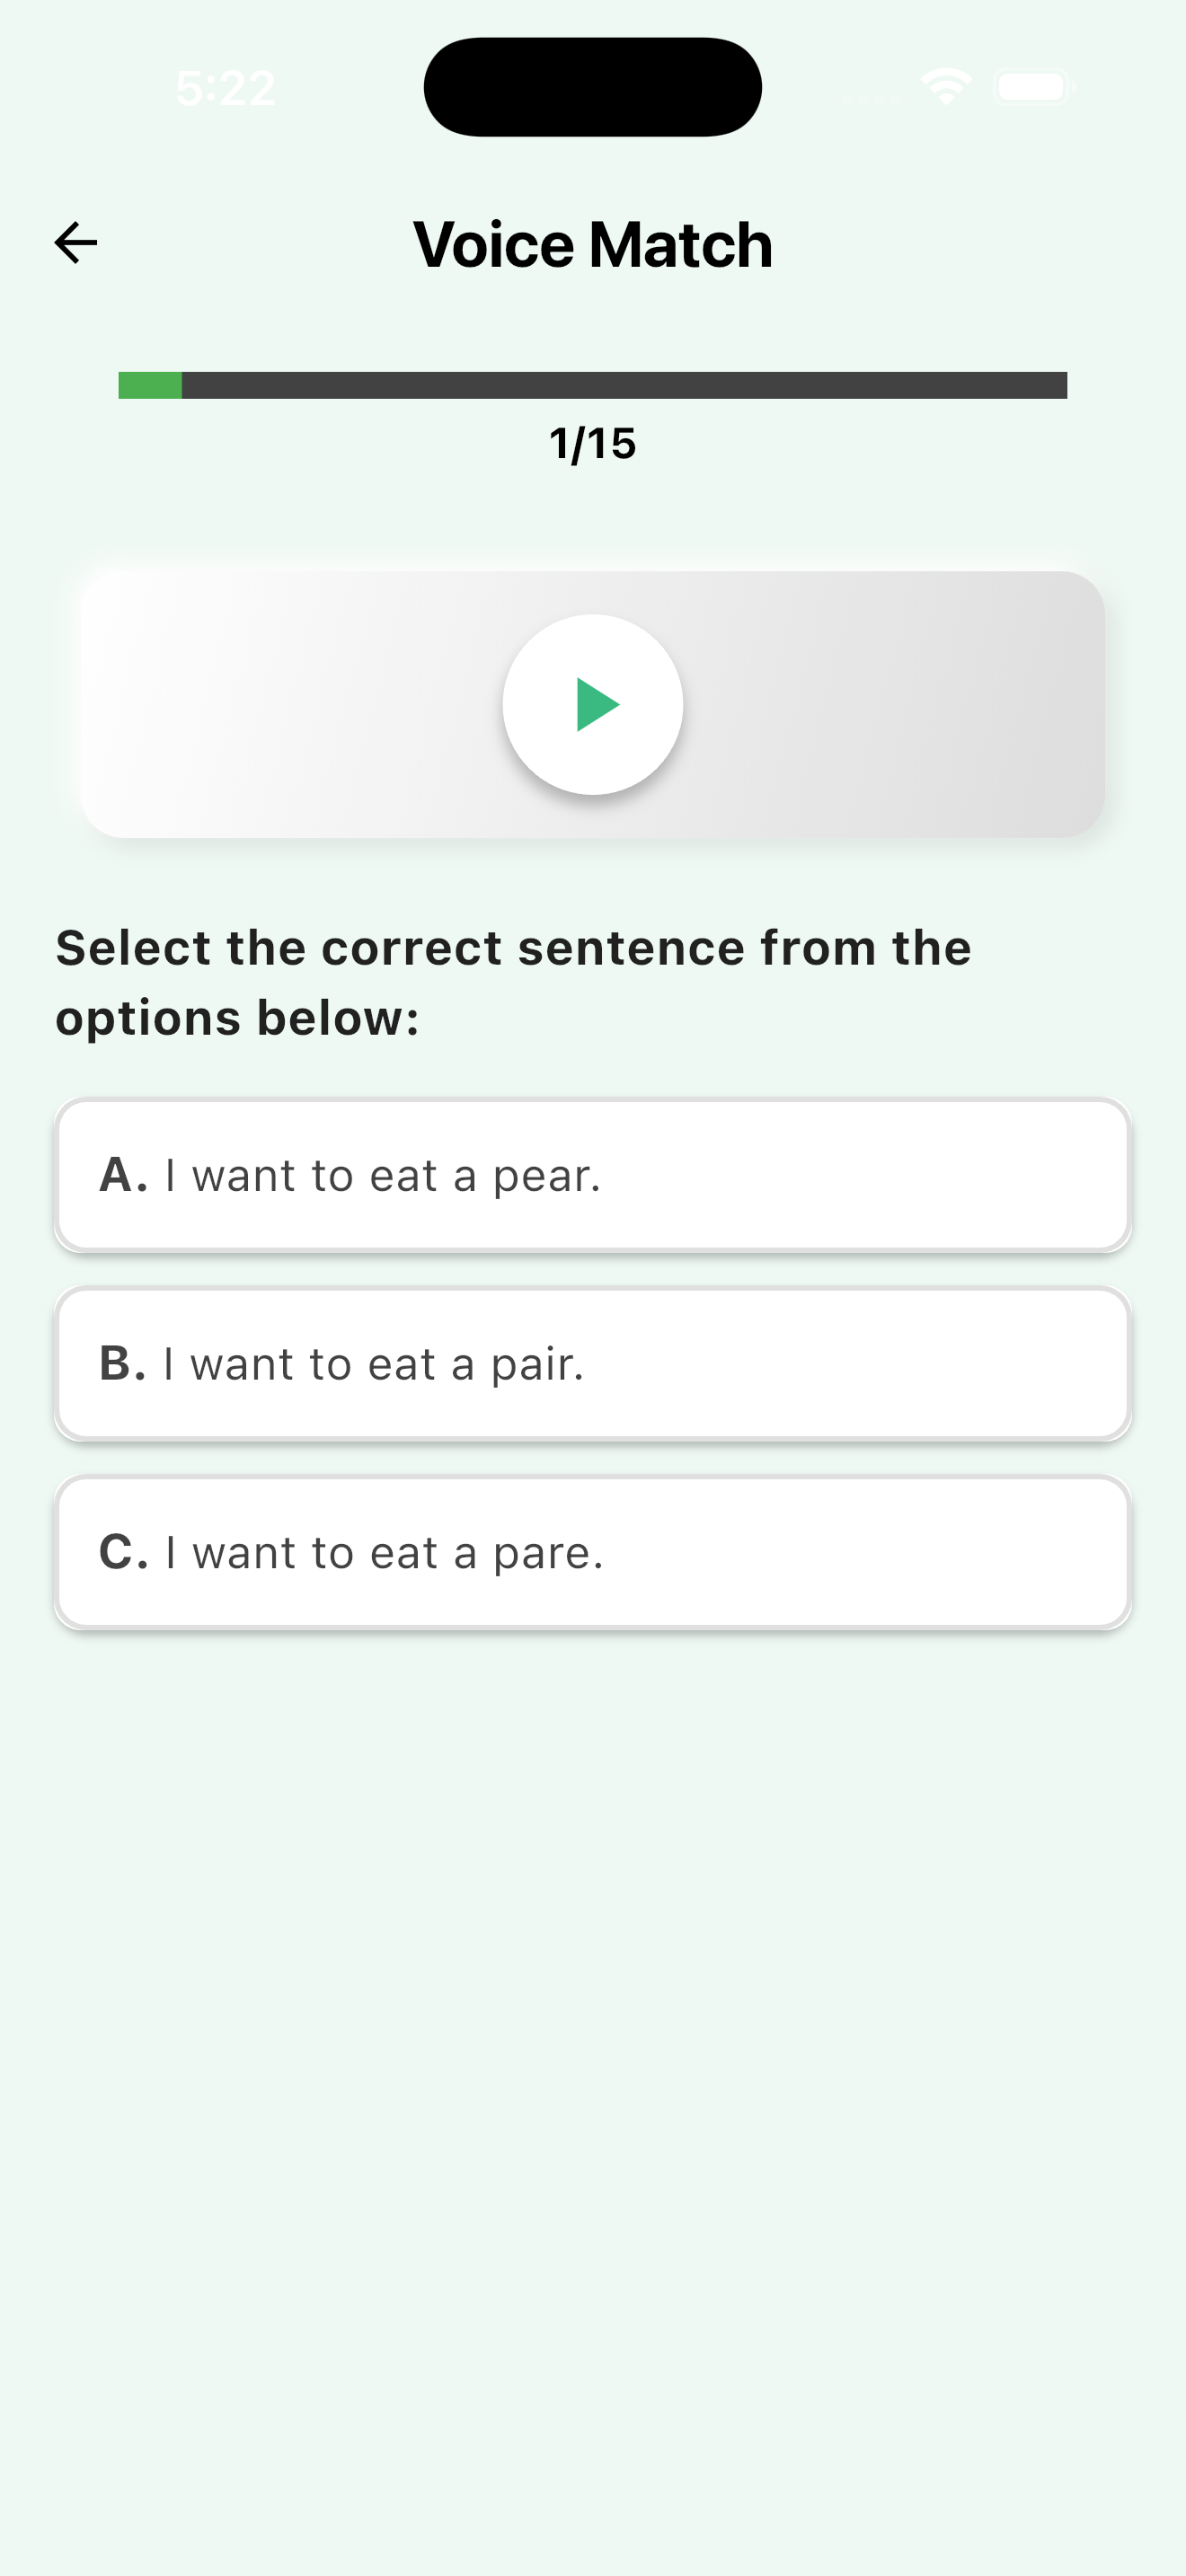 5:22
Voice Match
1/15
Select the correct sentence from the
options below:
A. I want to eat a pear.
B. I want to eat a pair.
C. I want to eat a pare.